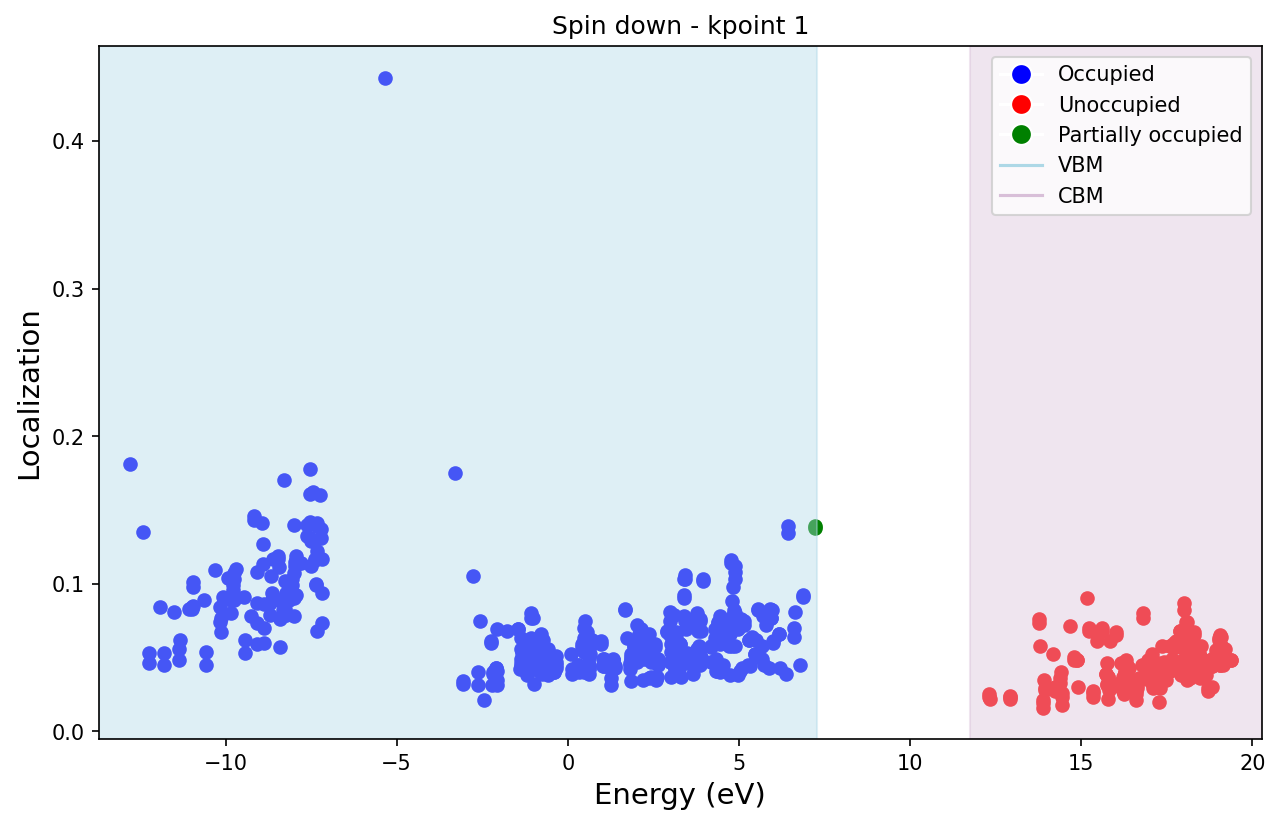 Spin down - kpoint 1
Localization
0.4
0.3
0.2
0.1
0.0
Occupied
Unoccupied
Partially occupied
VBM
CBM
−10
−5
0
5
10
15
20
Energy (eV)